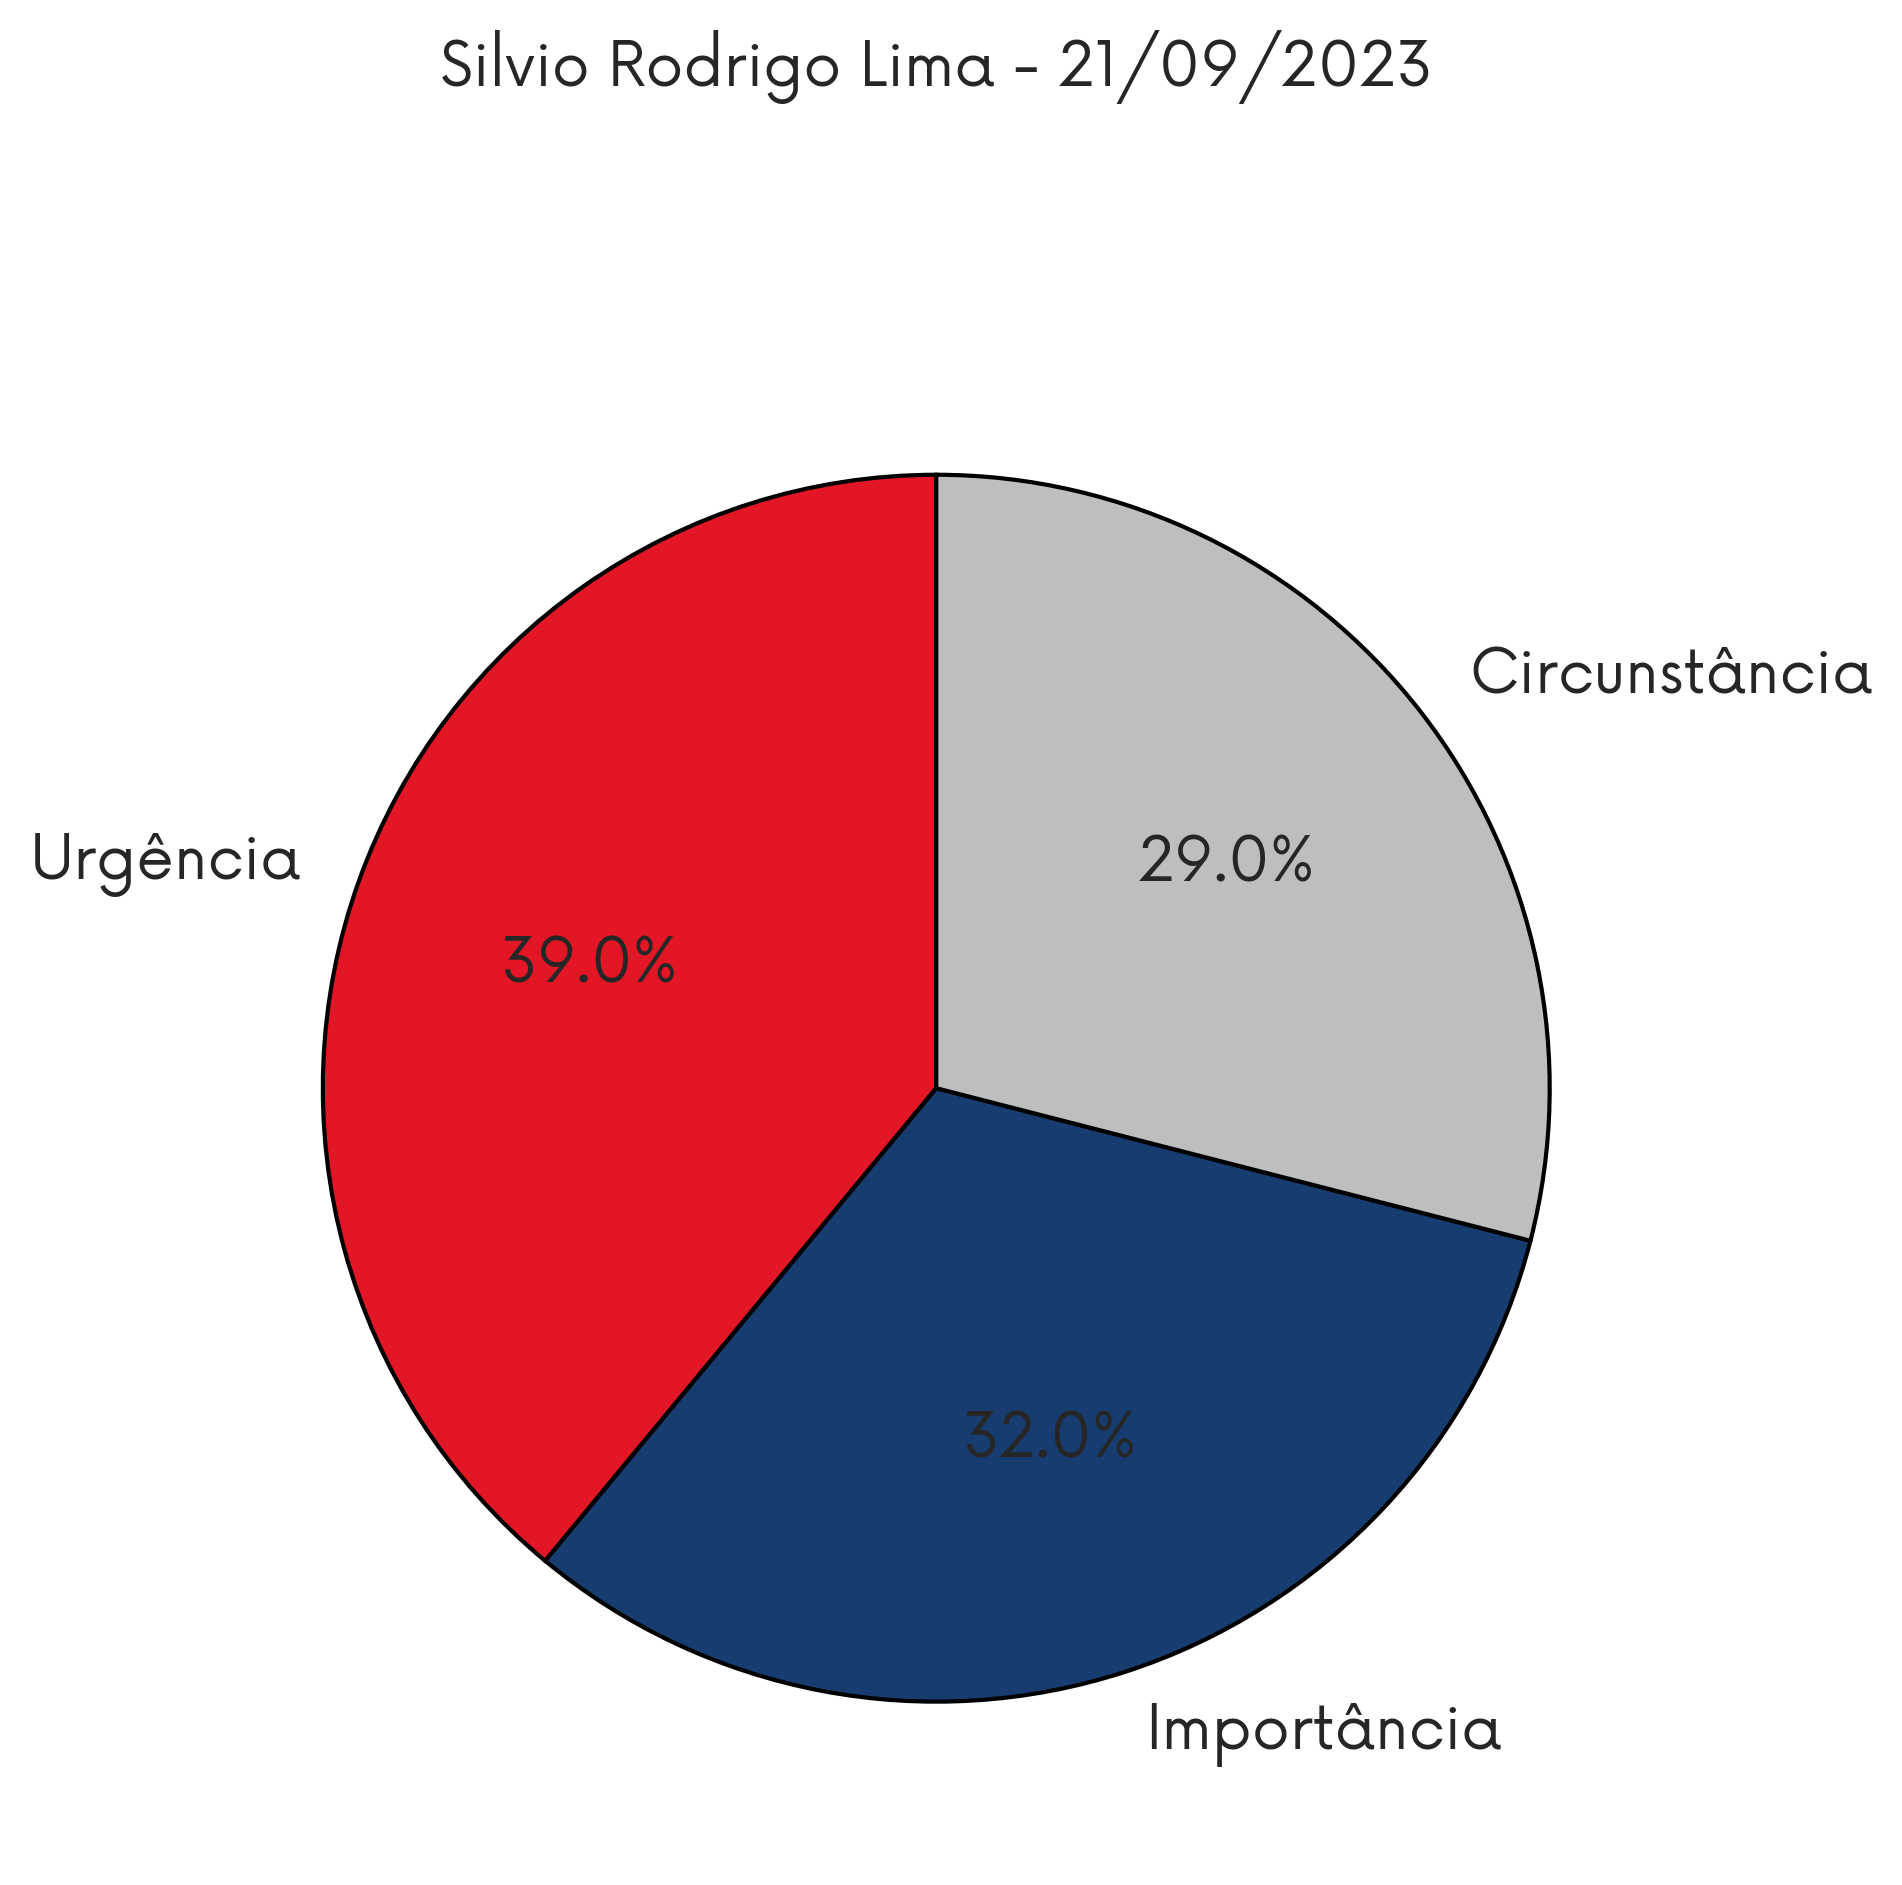 Silvio Rodrigo Lima - 21/09/2023
Circunstância
29.0%
Urgência
39.0%
32.0%
Importância